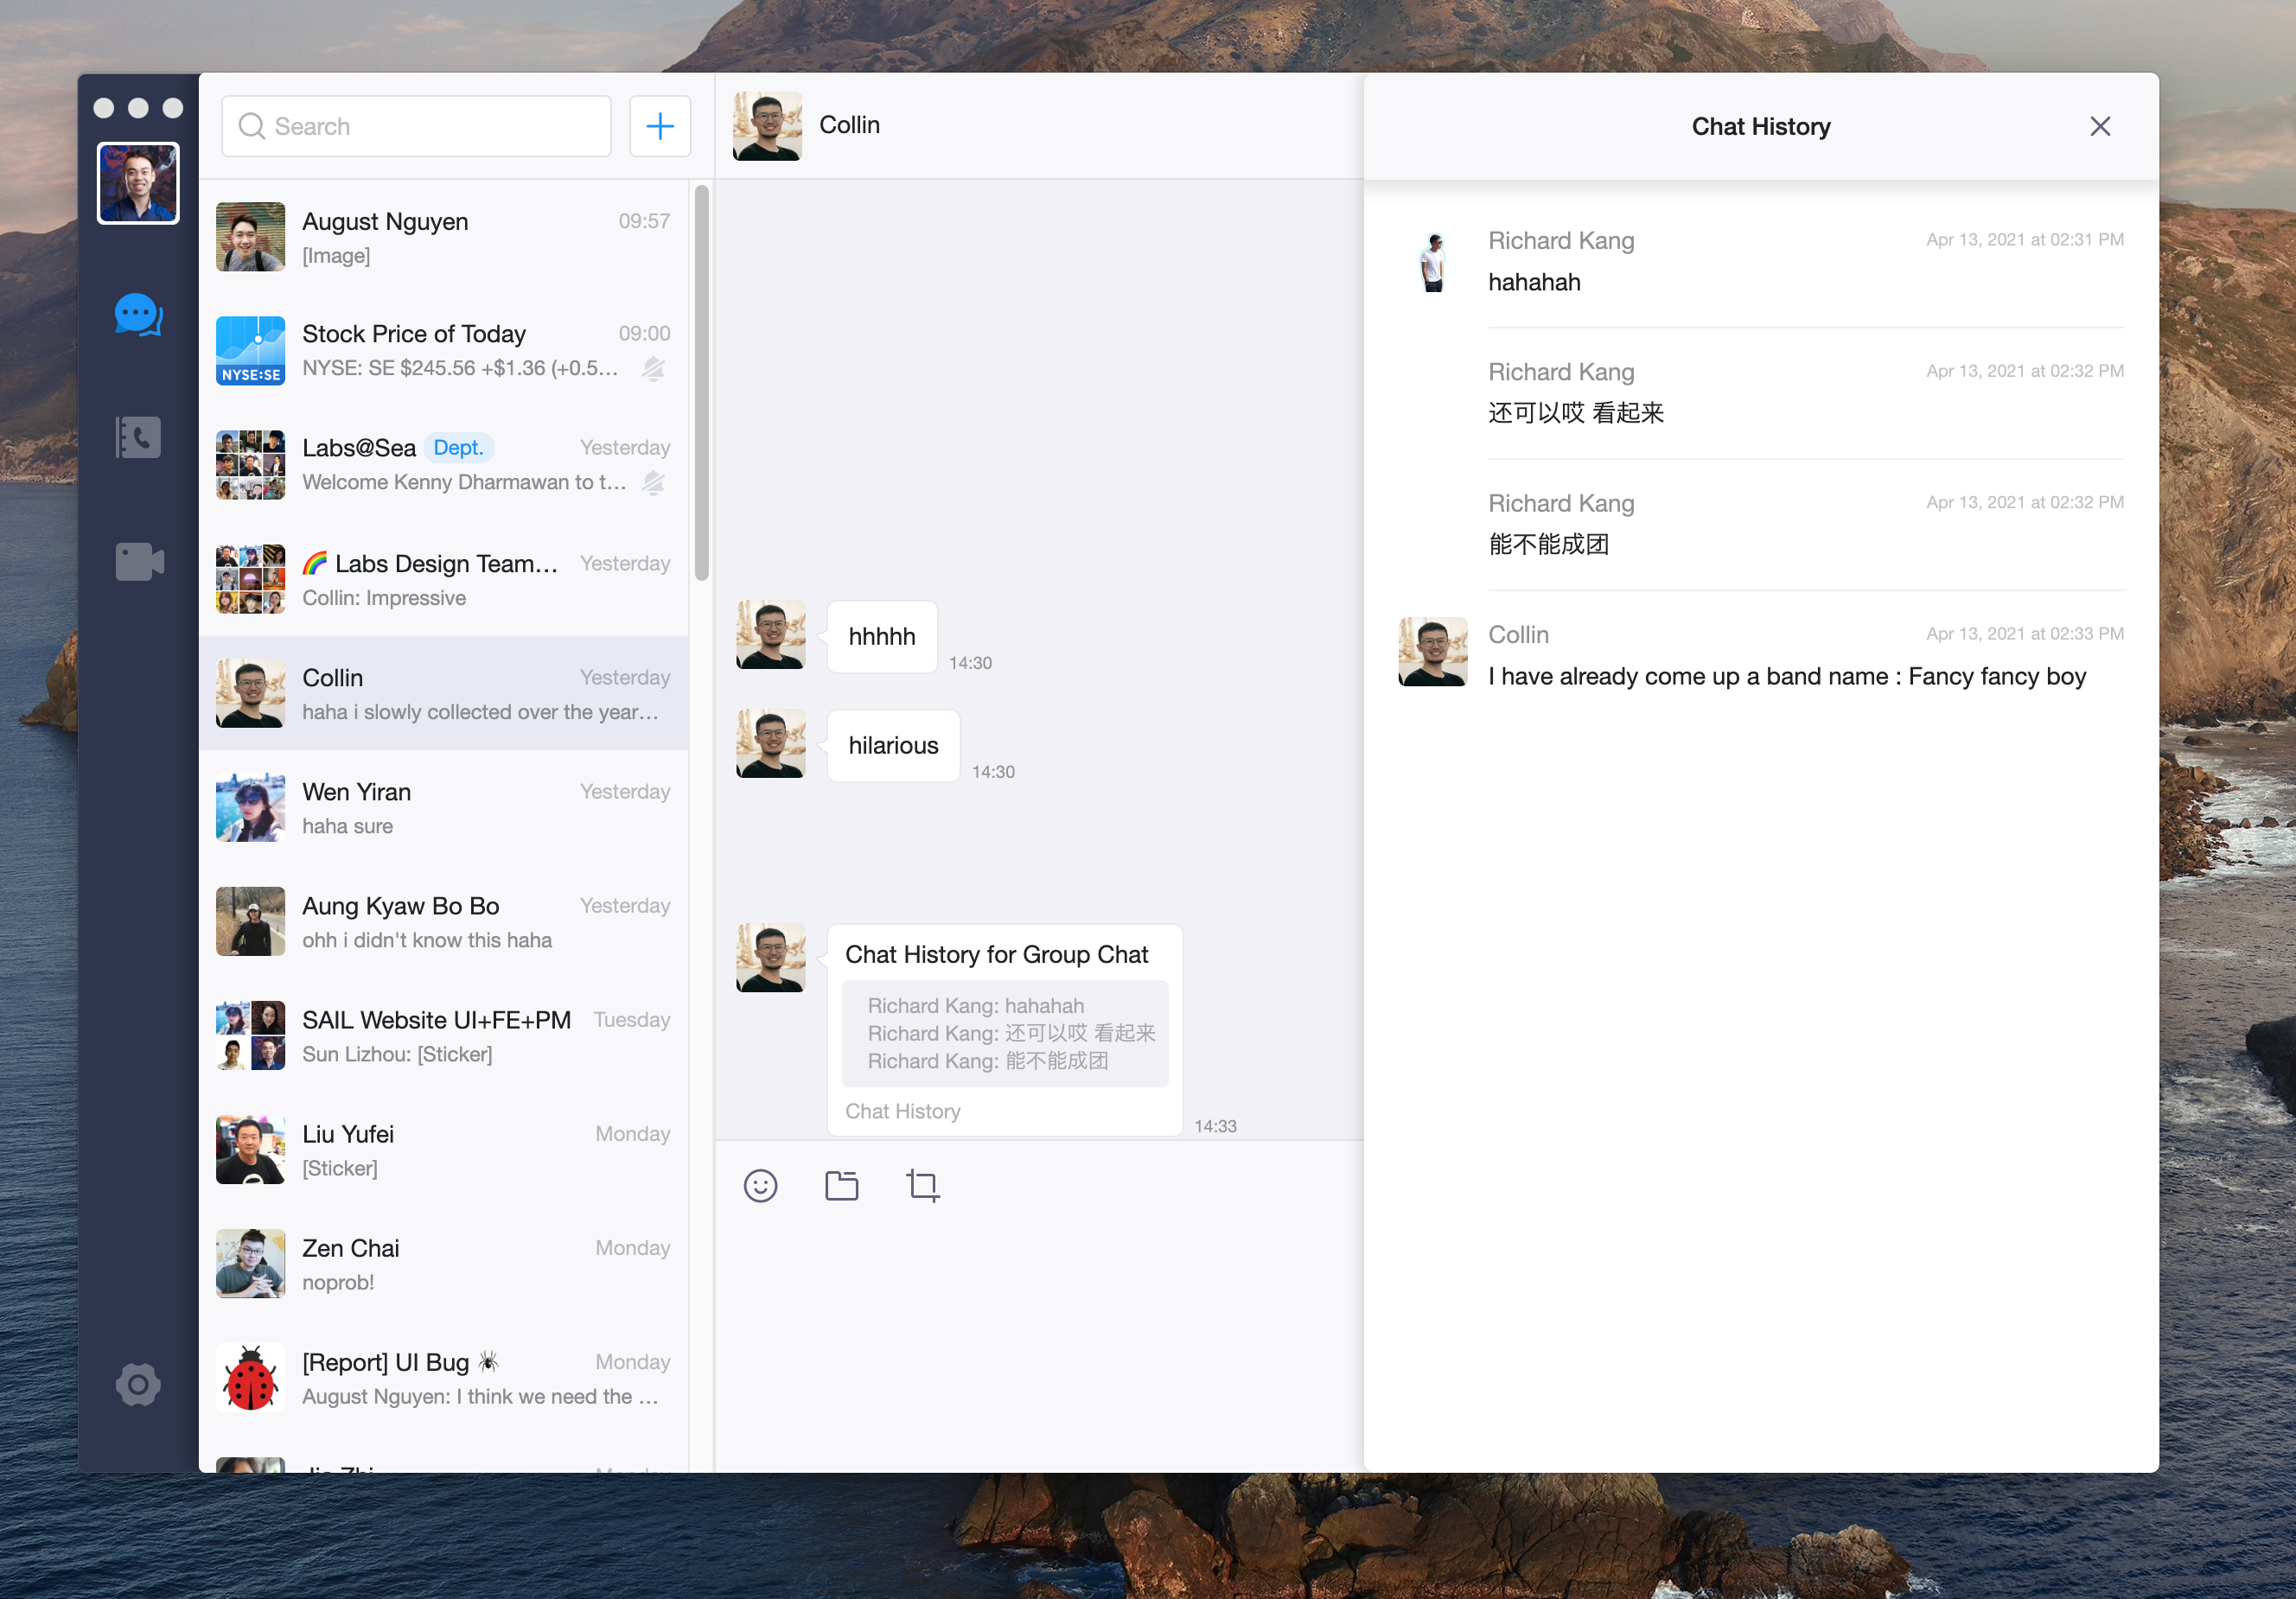 Search
August Nguyen 09:57
[Image]
Stock Price of Today 09:00
NYSE: SE $245.56 +$1.36 (+0.5...
NYSE:SE
Labs@Sea Dept. Yesterday
Welcome Kenny Dharmawan to t...
🌈 Labs Design Team... Yesterday
Collin: Impressive
Collin Yesterday
haha i slowly collected over the year...
Wen Yiran Yesterday
haha sure
Aung Kyaw Bo Bo Yesterday
ohh i didn't know this haha
SAIL Website UI+FE+PM Tuesday
Sun Lizhou: [Sticker]
Liu Yufei Monday
[Sticker]
Zen Chai Monday
noprob!
[Report] UI Bug 🕷 Monday
August Nguyen: I think we need the ...
Collin
hhhhh
14:30
hilarious
14:30
Chat History for Group Chat
Richard Kang: hahahah
Richard Kang: 还可以哎 看起来
Richard Kang: 能不能成团
Chat History
14:33
Chat History
Richard Kang Apr 13, 2021 at 02:31 PM
hahahah
Richard Kang Apr 13, 2021 at 02:32 PM
还可以哎 看起来
Richard Kang Apr 13, 2021 at 02:32 PM
能不能成团
Collin Apr 13, 2021 at 02:33 PM
I have already come up a band name : Fancy fancy boy